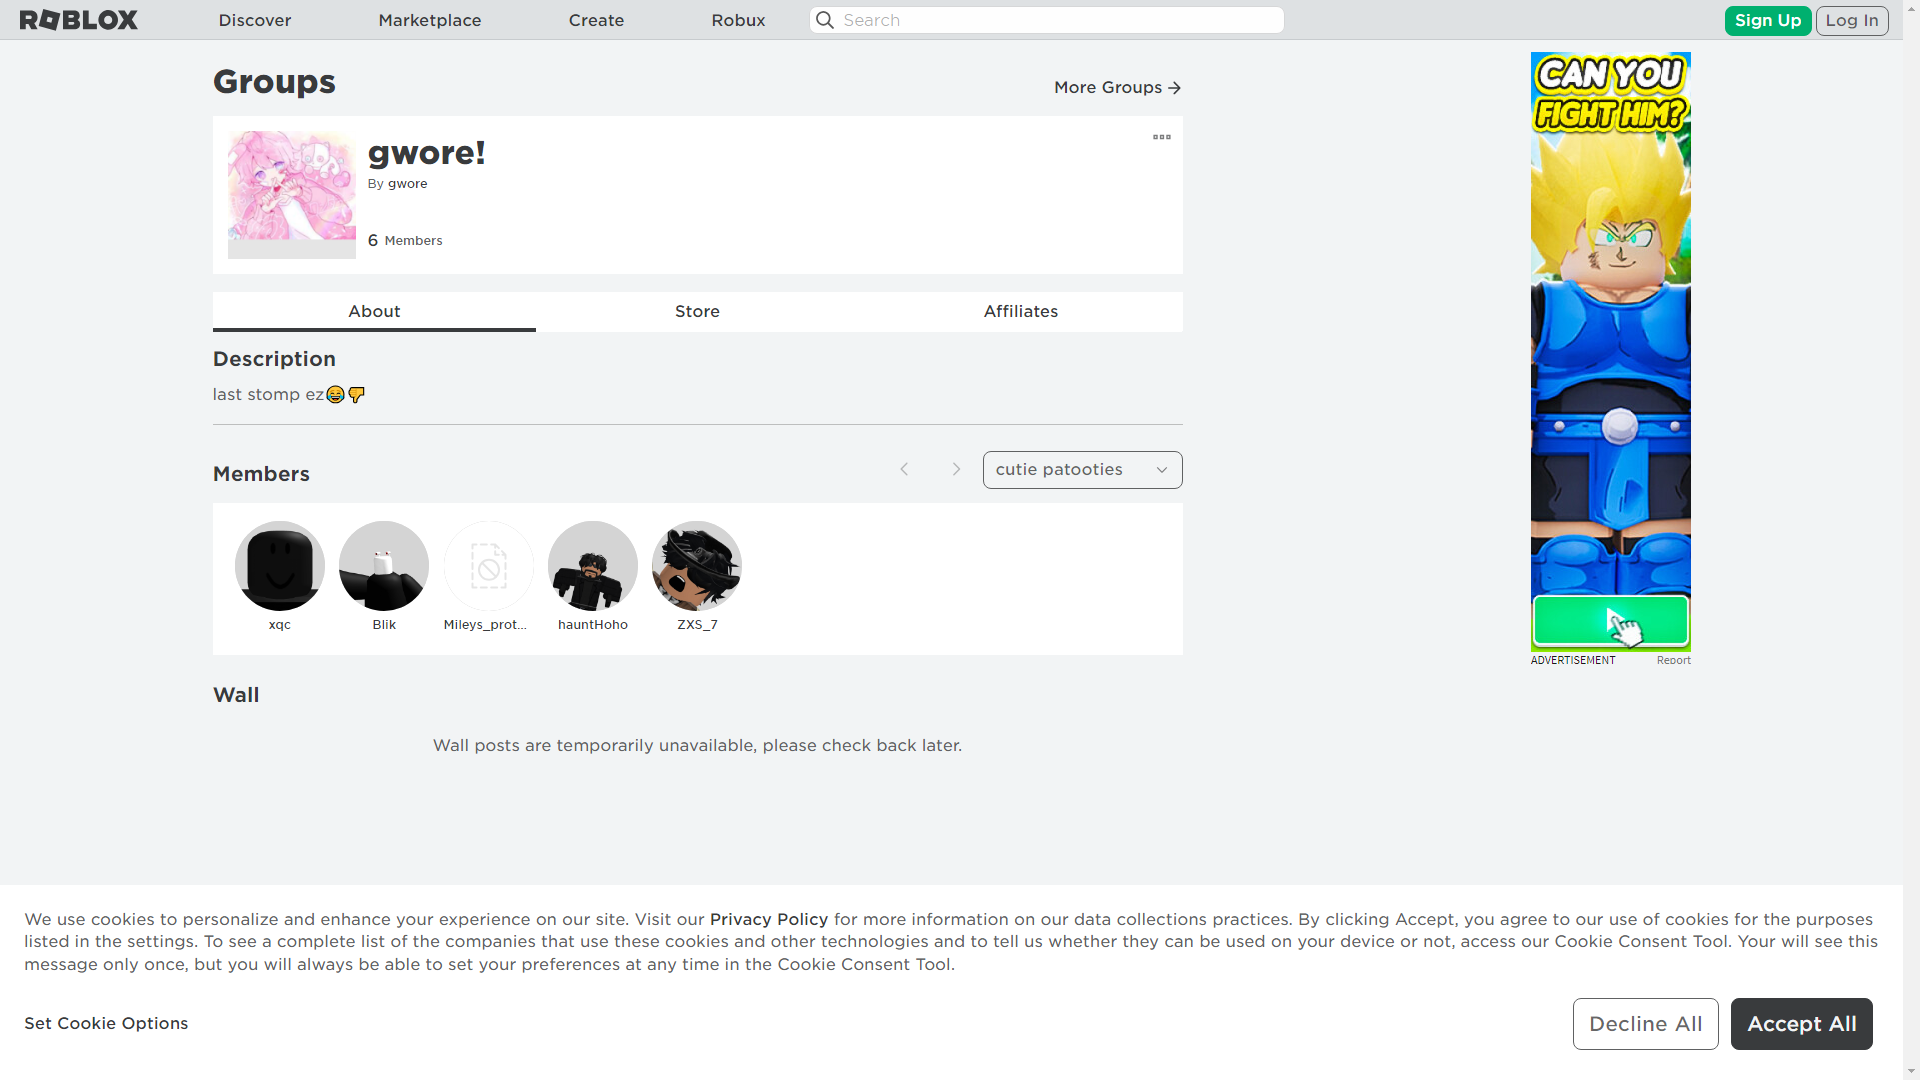 ROBLOX
Discover
Marketplace
Create
Robux
Search
Sign Up
Log In
Groups
More Groups
gwore!
By gwore
6 Members
About
Store
Affiliates
Description
last stomp ez😂👎
Members
cutie patooties
xqc
Blik
Mileys_prot...
hauntHoho
ZXS_7
Wall
Wall posts are temporarily unavailable, please check back later.
CAN YOU
FIGHT HIM?
ADVERTISEMENT
Report
We use cookies to personalize and enhance your experience on our site. Visit our Privacy Policy for more information on our data collections practices. By clicking Accept, you agree to our use of cookies for the purposes
listed in the settings. To see a complete list of the companies that use these cookies and other technologies and to tell us whether they can be used on your device or not, access our Cookie Consent Tool. Your will see this
message only once, but you will always be able to set your preferences at any time in the Cookie Consent Tool.
Set Cookie Options
Decline All
Accept All